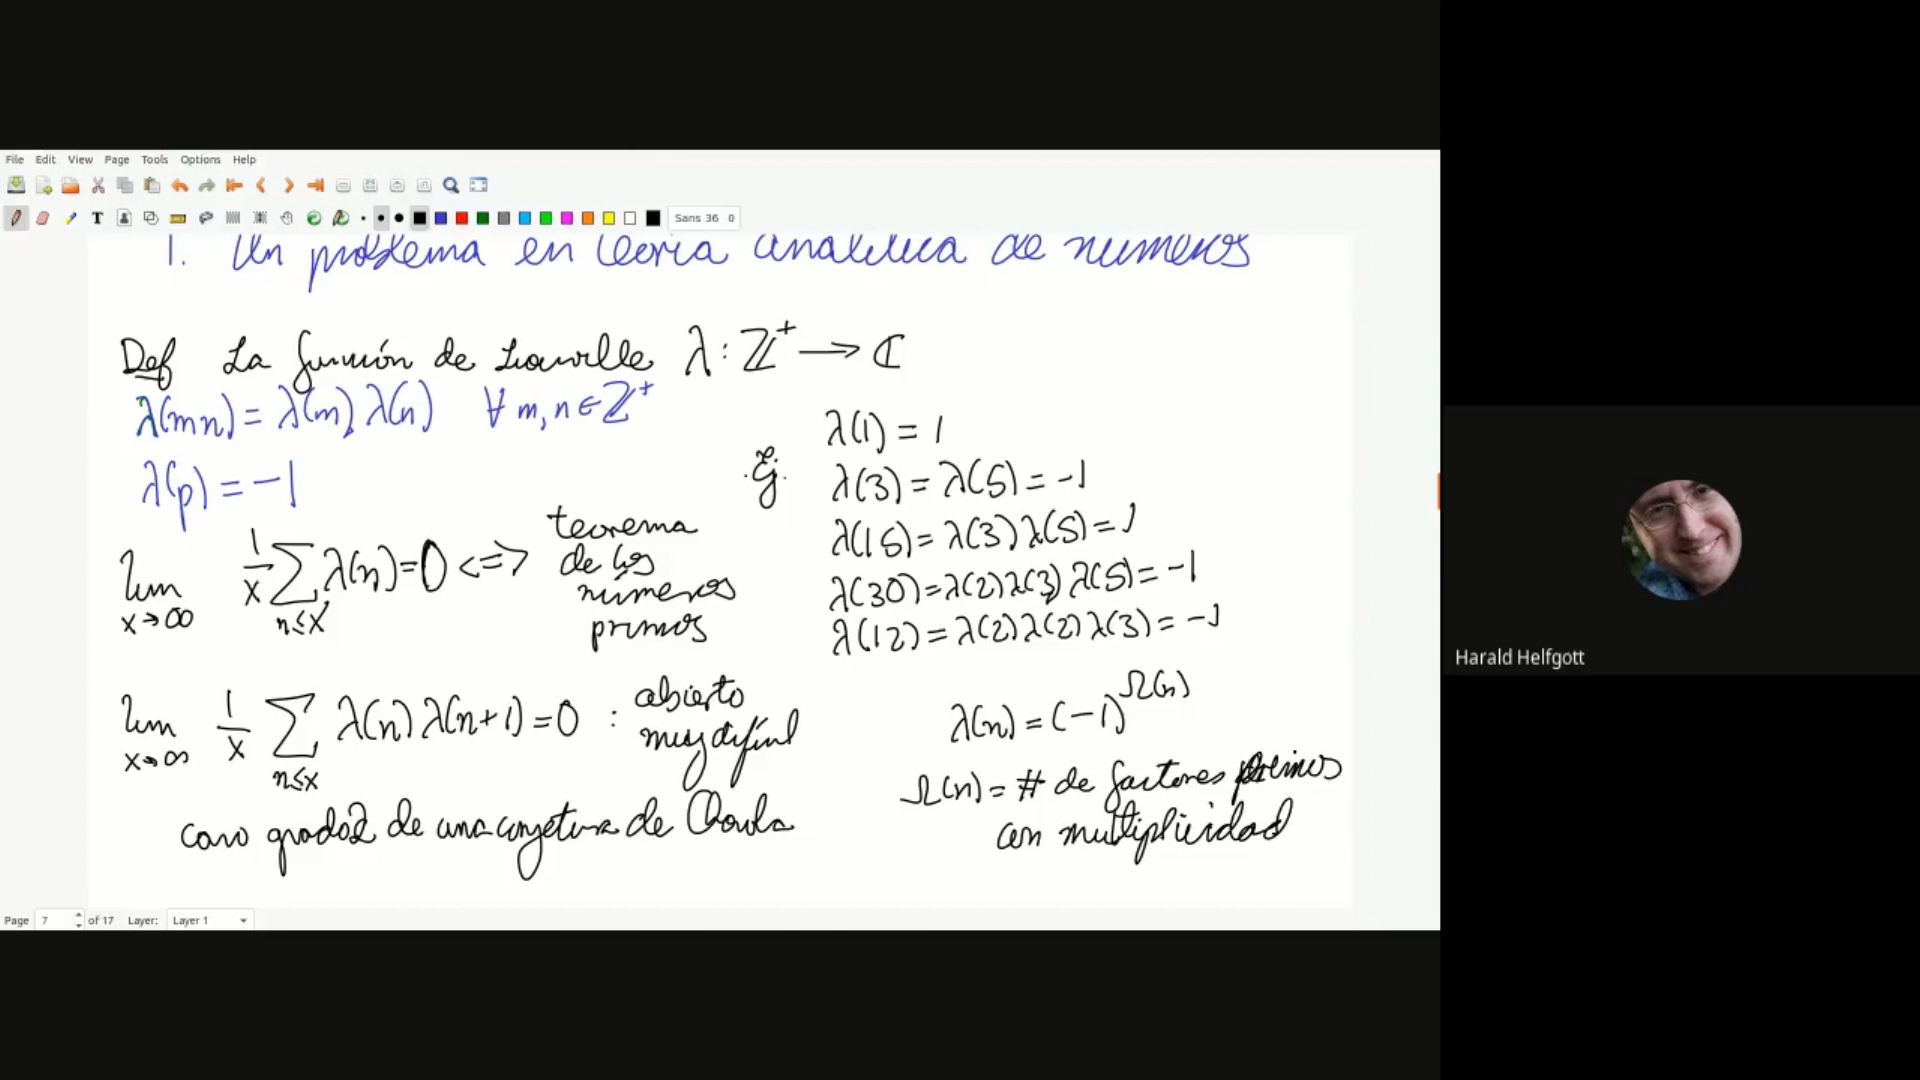 File Edit View Page Tools Options Help
Sans 36 0
1. Un problema en teoría analítica de números
Def La función de Liouville λ: ℤ⁺ → ℂ
λ(mn) = λ(m) λ(n) ∀ m, n ∈ ℤ⁺
λ(p) = -1
Ej.
λ(1) = 1
λ(3) = λ(5) = -1
λ(15) = λ(3) λ(5) = 1
λ(30) = λ(2) λ(3) λ(5) = -1
λ(12) = λ(2) λ(2) λ(3) = -1
lim x→∞ 1/x ∑ n≤x λ(n) = 0 <=> teorema
de los
números
primos
lim x→∞ 1/x ∑ n≤x λ(n) λ(n+1) = 0 : abierto
muy difícil
caso grado 2 de una conjetura de Chowla
λ(n) = (-1)^Ω(n)
Ω(n) = # de factores primos
con multiplicidad
Page 7 of 17 Layer: Layer 1
Harald Helfgott